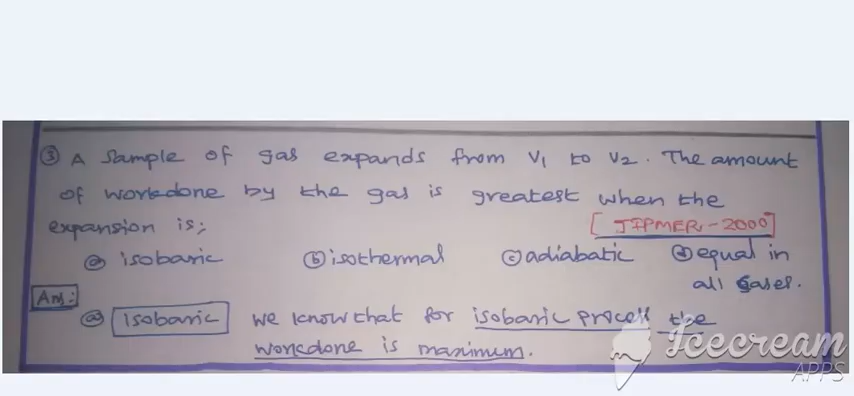 ③ A sample of gas expands from V1 to V2. The amount
of workdone by the gas is greatest when the
expansion is;
[JIPMER-2000]
ⓐ isobaric ⓑ isothermal ⓒ adiabatic ⓓ equal in
all cases.
Ans:
ⓐ isobaric we know that for isobaric process the
workdone is maximum.
Icecream
APPS